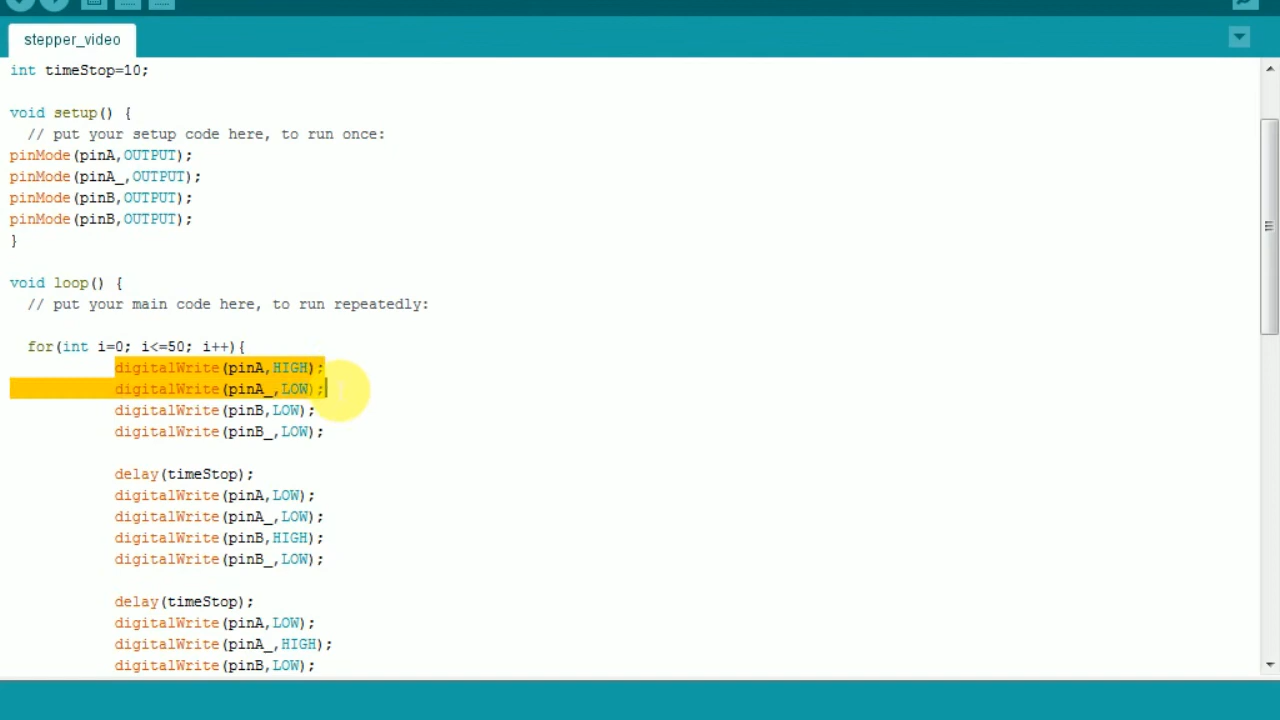 stepper_video
int timeStop=10;
void setup() {
// put your setup code here, to run once:
pinMode(pinA,OUTPUT);
pinMode(pinA_,OUTPUT);
pinMode(pinB,OUTPUT);
pinMode(pinB,OUTPUT);
}
void loop() {
// put your main code here, to run repeatedly:
for(int i=0; i<=50; i++){
digitalWrite(pinA,HIGH);
digitalWrite(pinA_,LOW);
digitalWrite(pinB,LOW);
digitalWrite(pinB_,LOW);
delay(timeStop);
digitalWrite(pinA,LOW);
digitalWrite(pinA_,LOW);
digitalWrite(pinB,HIGH);
digitalWrite(pinB_,LOW);
delay(timeStop);
digitalWrite(pinA,LOW);
digitalWrite(pinA_,HIGH);
digitalWrite(pinB,LOW);